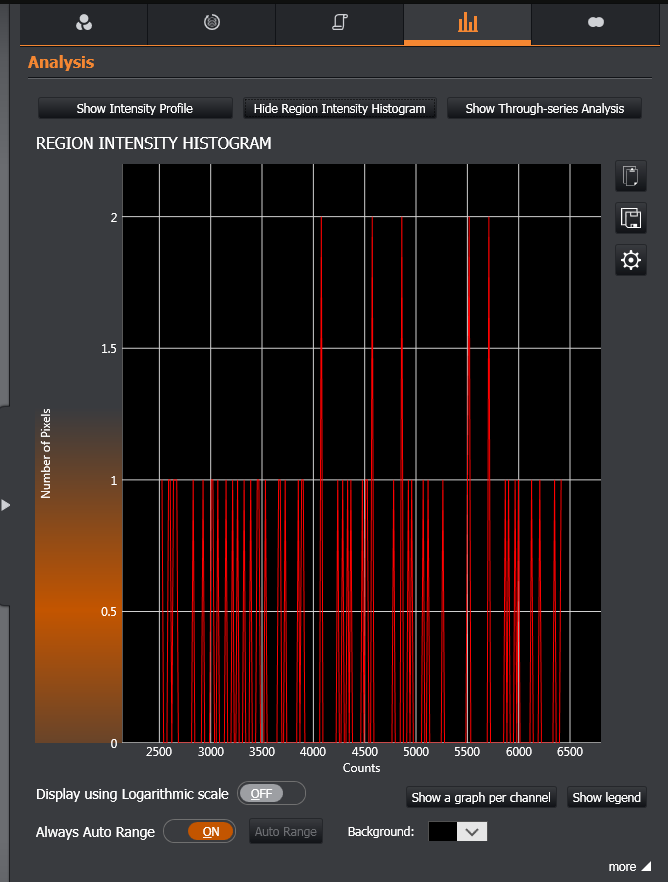 Analysis
Show Intensity Profile
Hide Region Intensity Histogram
Show Through-series Analysis
REGION INTENSITY HISTOGRAM
2
1.5
1
0.5
0
Number of Pixels
2500 3000 3500 4000 4500 5000 5500 6000 6500
Counts
Display using Logarithmic scale OFF
Show a graph per channel
Show legend
Always Auto Range ON
Auto Range
Background:
more